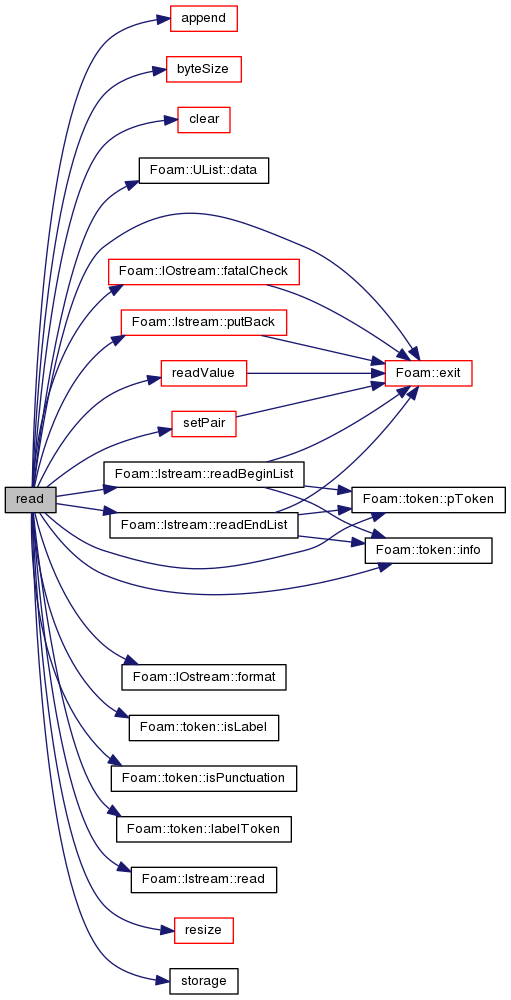 append
byteSize
clear
Foam::UList::data
Foam::IOstream::fatalCheck
Foam::Istream::putBack
readValue
Foam::exit
setPair
Foam::Istream::readBeginList
read
Foam::token::pToken
Foam::Istream::readEndList
Foam::token::info
Foam::IOstream::format
Foam::token::isLabel
Foam::token::isPunctuation
Foam::token::labelToken
Foam::Istream::read
resize
storage